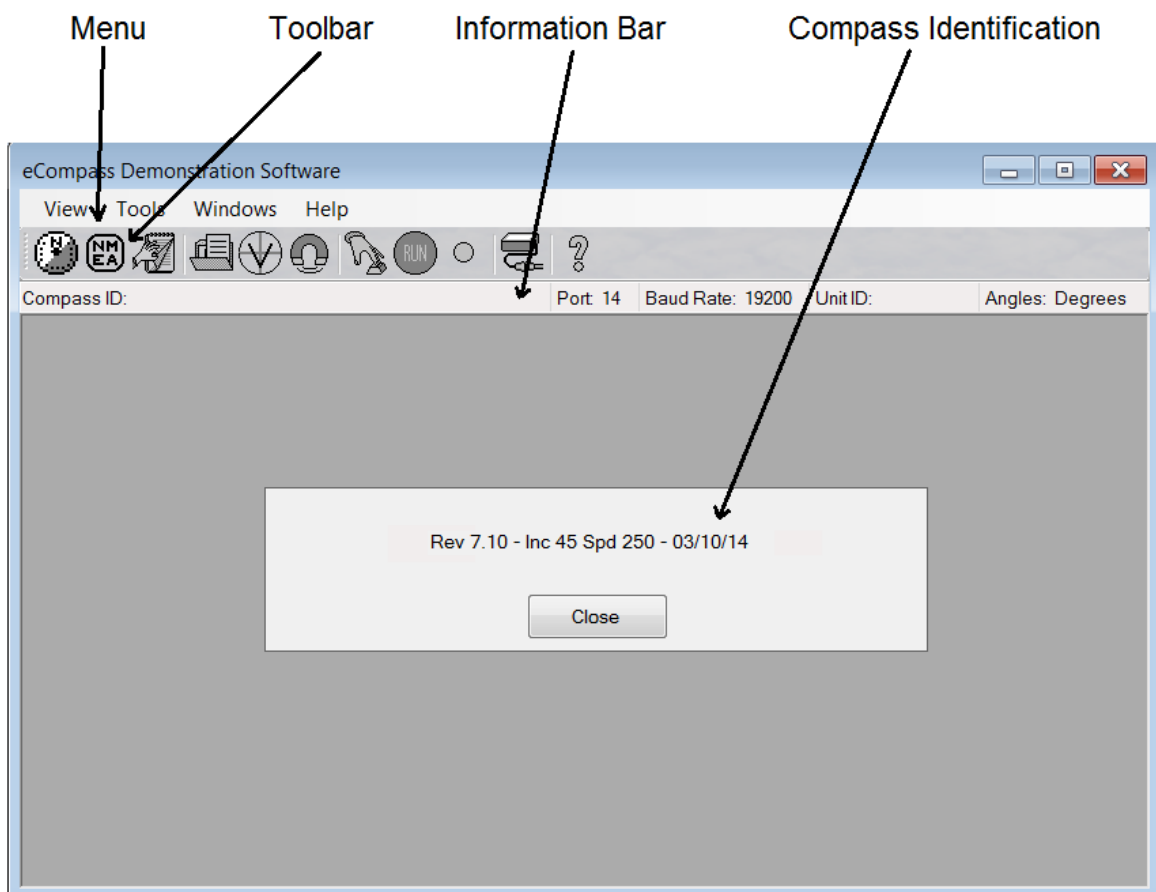 Menu Toolbar Information Bar Compass Identification
eCompass Demonstration Software
View Tools Windows Help
N NM EA RUN ?
Compass ID: Port: 14 Baud Rate: 19200 Unit ID: Angles: Degrees
Rev 7.10 - Inc 45 Spd 250 - 03/10/14
Close